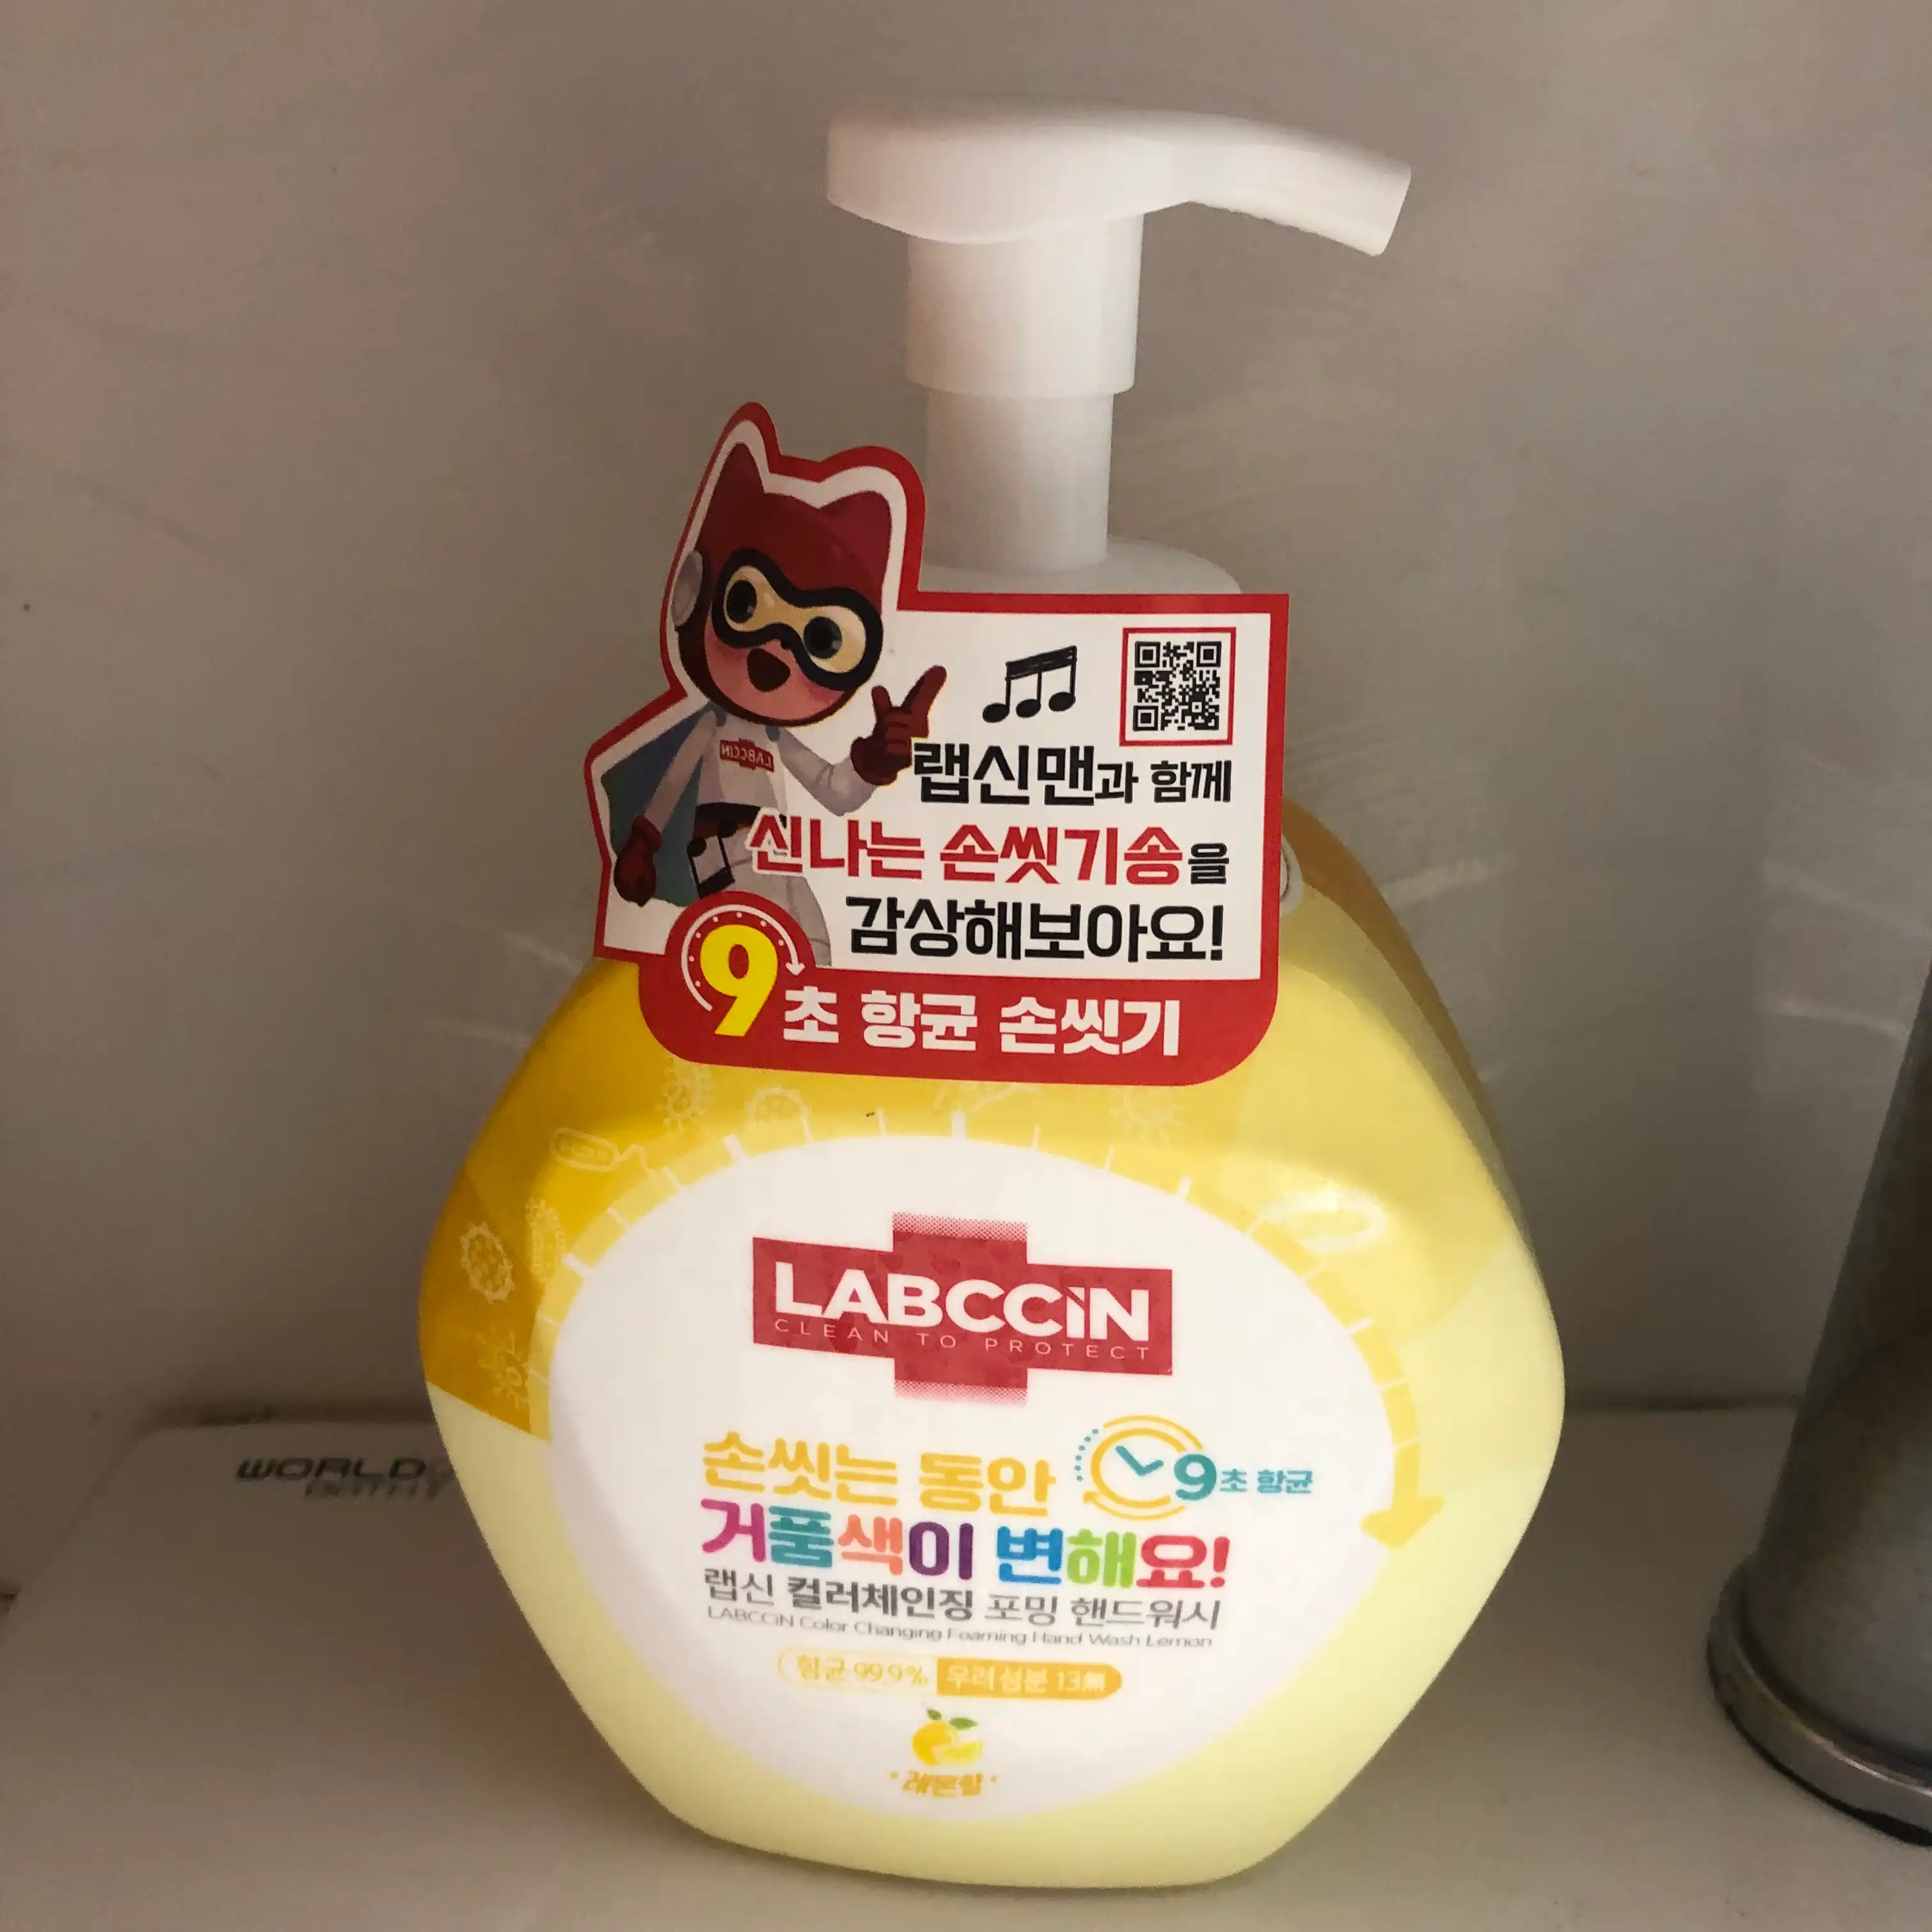 LABCCIN
랩신맨과 함께
신나는 손씻기송을
감상해보아요!
9초 항균 손씻기
LABCCiN
CLEAN TO PROTECT
손씻는 동안
9초 항균
거품색이 변해요!
랩신 컬러체인징 포밍 핸드워시
LABCCiN Color Changing Foaming Hand Wash Lemon
항균 99.9% 우려성분 13無
레몬향
WORLD